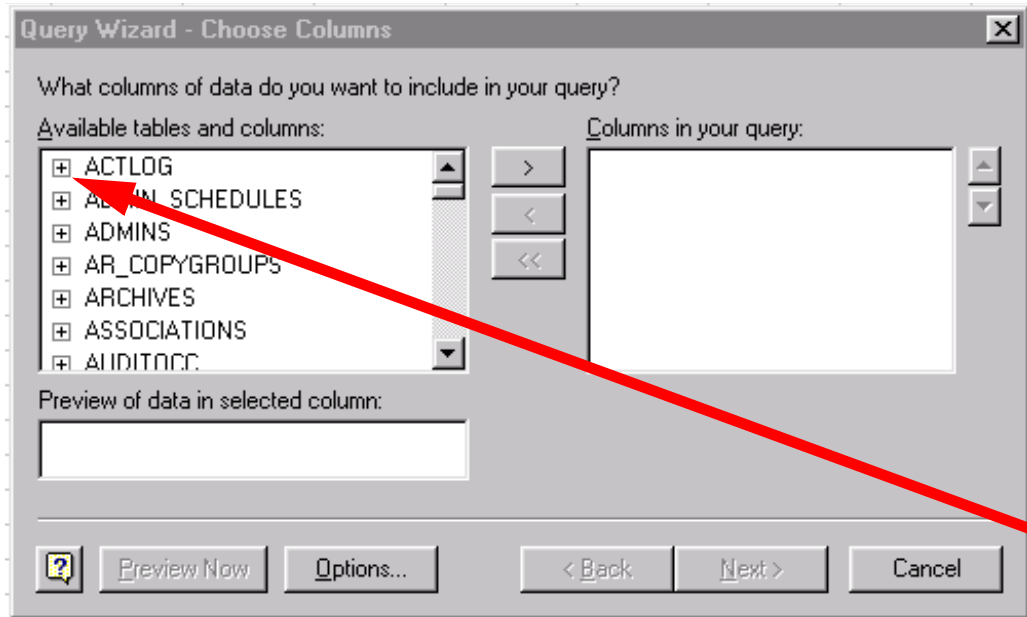 Query Wizard - Choose Columns
What columns of data do you want to include in your query?
Available tables and columns:
Columns in your query:
ACTLOG
ADMIN_SCHEDULES
ADMINS
AR_COPYGROUPS
ARCHIVES
ASSOCIATIONS
AUDITOCC
>
<
<<
Preview of data in selected column:
?
Preview Now
Options...
< Back
Next >
Cancel